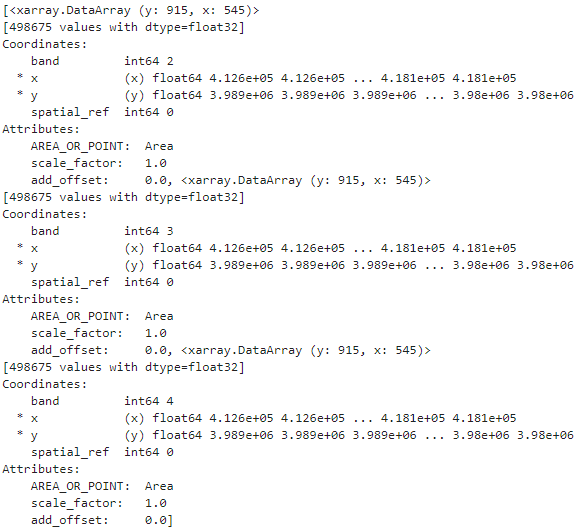 [<xarray.DataArray (y: 915, x: 545)>
[498675 values with dtype=float32]
Coordinates:
    band         int64 2
  * x            (x) float64 4.126e+05 4.126e+05 ... 4.181e+05 4.181e+05
  * y            (y) float64 3.989e+06 3.989e+06 3.989e+06 ... 3.98e+06 3.98e+06
    spatial_ref  int64 0
Attributes:
    AREA_OR_POINT:  Area
    scale_factor:   1.0
    add_offset:     0.0, <xarray.DataArray (y: 915, x: 545)>
[498675 values with dtype=float32]
Coordinates:
    band         int64 3
  * x            (x) float64 4.126e+05 4.126e+05 ... 4.181e+05 4.181e+05
  * y            (y) float64 3.989e+06 3.989e+06 3.989e+06 ... 3.98e+06 3.98e+06
    spatial_ref  int64 0
Attributes:
    AREA_OR_POINT:  Area
    scale_factor:   1.0
    add_offset:     0.0, <xarray.DataArray (y: 915, x: 545)>
[498675 values with dtype=float32]
Coordinates:
    band         int64 4
  * x            (x) float64 4.126e+05 4.126e+05 ... 4.181e+05 4.181e+05
  * y            (y) float64 3.989e+06 3.989e+06 3.989e+06 ... 3.98e+06 3.98e+06
    spatial_ref  int64 0
Attributes:
    AREA_OR_POINT:  Area
    scale_factor:   1.0
    add_offset:     0.0]